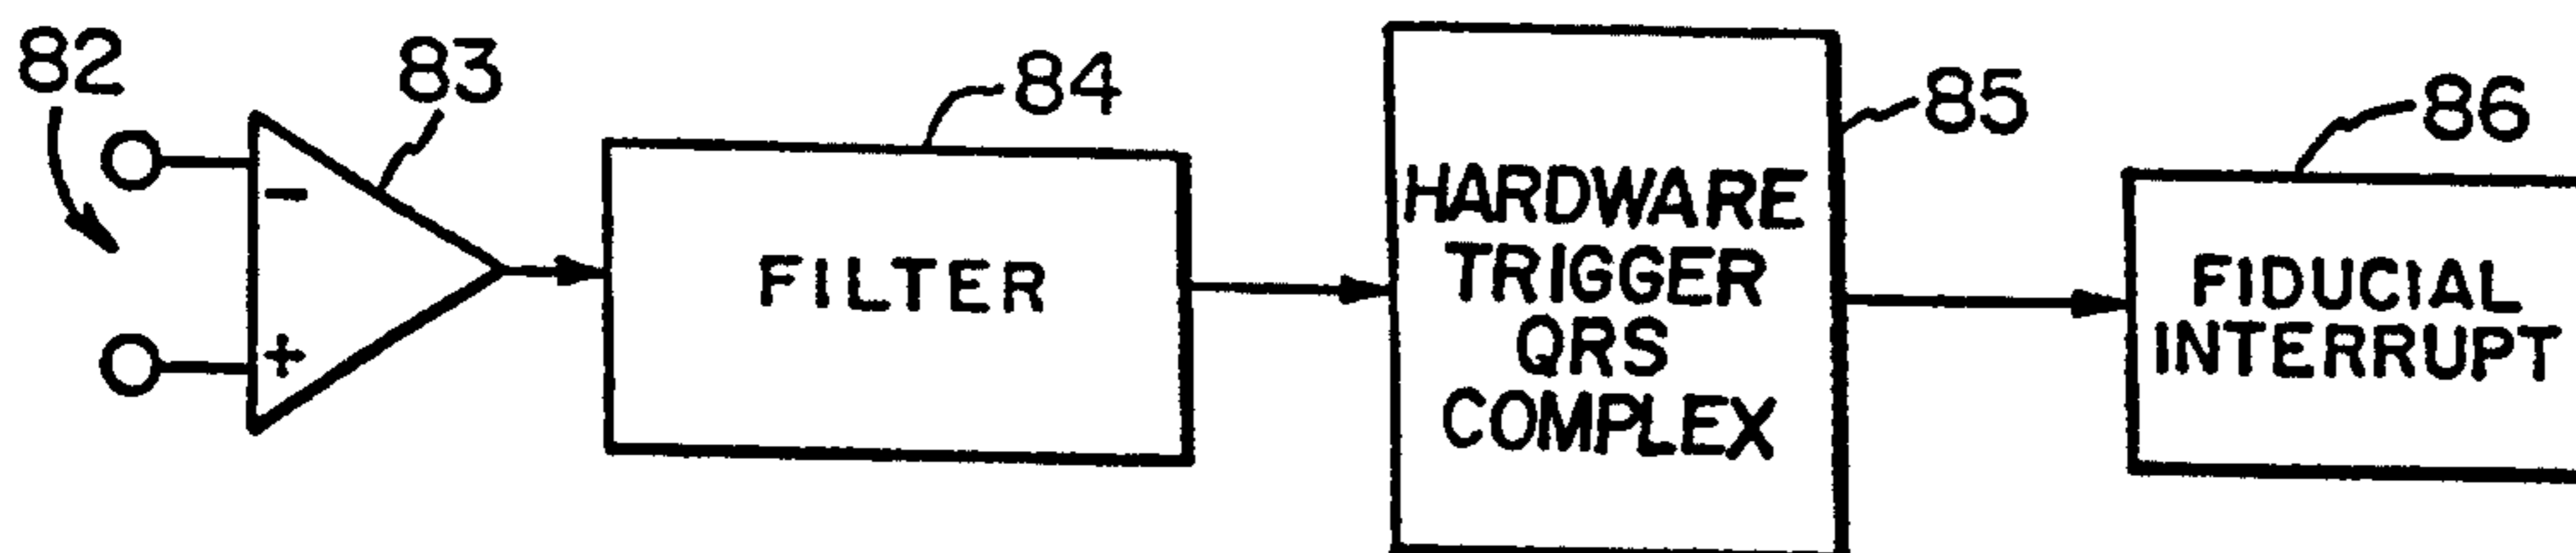 82
83
84
85
86
-
+
FILTER
HARDWARE
TRIGGER
QRS
COMPLEX
FIDUCIAL
INTERRUPT